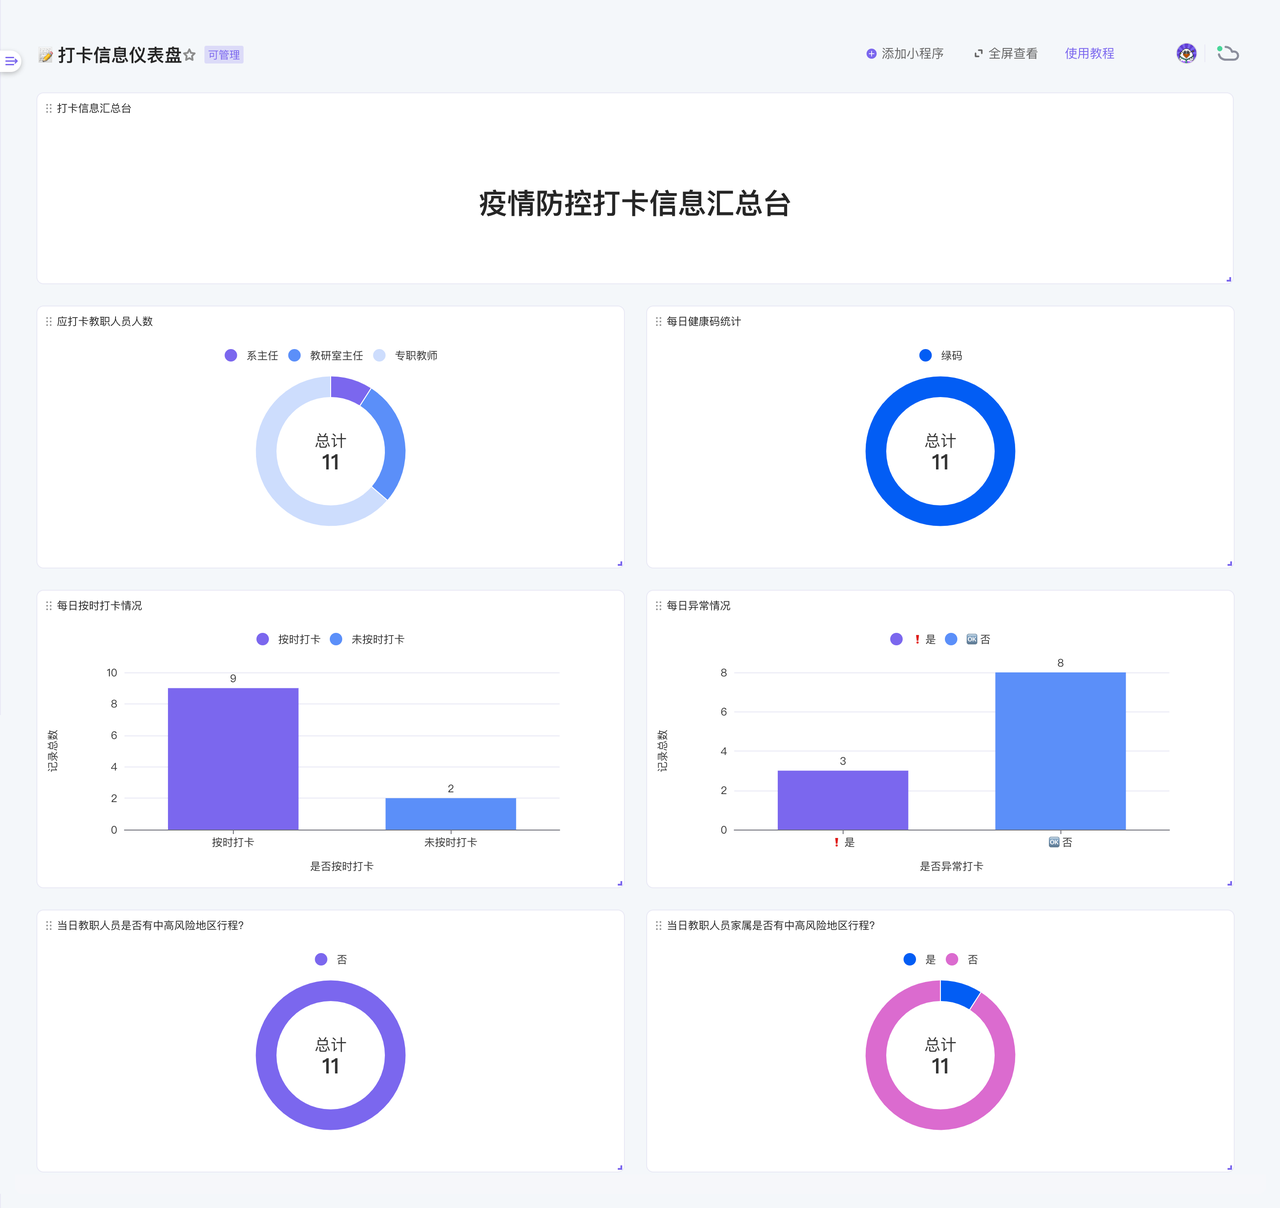 打卡信息仪表盘 可管理 添加小程序 全屏查看 使用教程
打卡信息汇总台
疫情防控打卡信息汇总台
应打卡教职人员人数
系主任 教研室主任 专职教师
总计
11
每日健康码统计
绿码
总计
11
每日按时打卡情况
按时打卡 未按时打卡
10
8
6
4
2
0
记录总数
9
2
按时打卡 未按时打卡
是否按时打卡
每日异常情况
❗是 🆗否
8
6
4
2
0
记录总数
3
8
❗是 🆗否
是否异常打卡
当日教职人员是否有中高风险地区行程?
否
总计
11
当日教职人员家属是否有中高风险地区行程?
是 否
总计
11